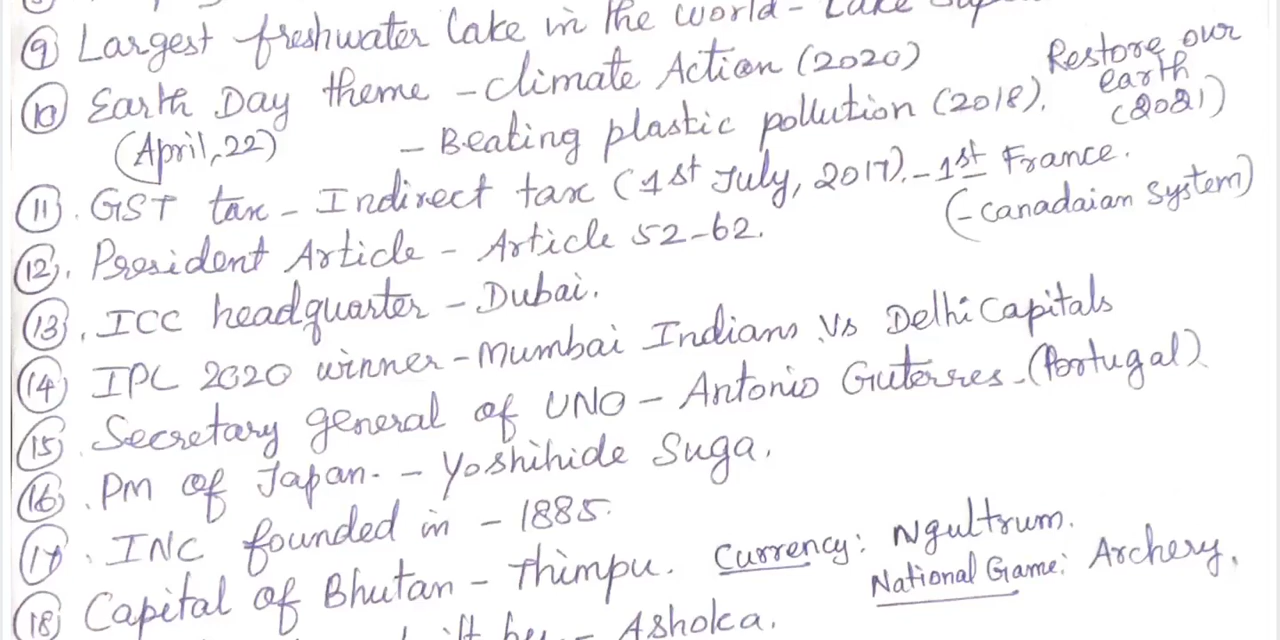 ⑨ Largest freshwater lake in the world - Lake
⑩ Earth Day theme - Climate Action (2020) Restore our earth (2021)
(April, 22) - Beating plastic pollution (2018).
⑪. GST tax - Indirect tax (1st July, 2017). - 1st France.
(- Canadaian System)
⑫. President Article - Article 52-62.
⑬. ICC headquarter - Dubai.
⑭ IPL 2020 winner - Mumbai Indians Vs Delhi Capitals
⑮ Secretary general of UNO - Antonio Guterres - (Portugal)
⑯. PM of Japan. - Yoshihide Suga.
⑰. INC founded in - 1885.
⑱ Capital of Bhutan - Thimpu. Currency: Ngultrum.
National Game: Archery.
by - Ashoka.